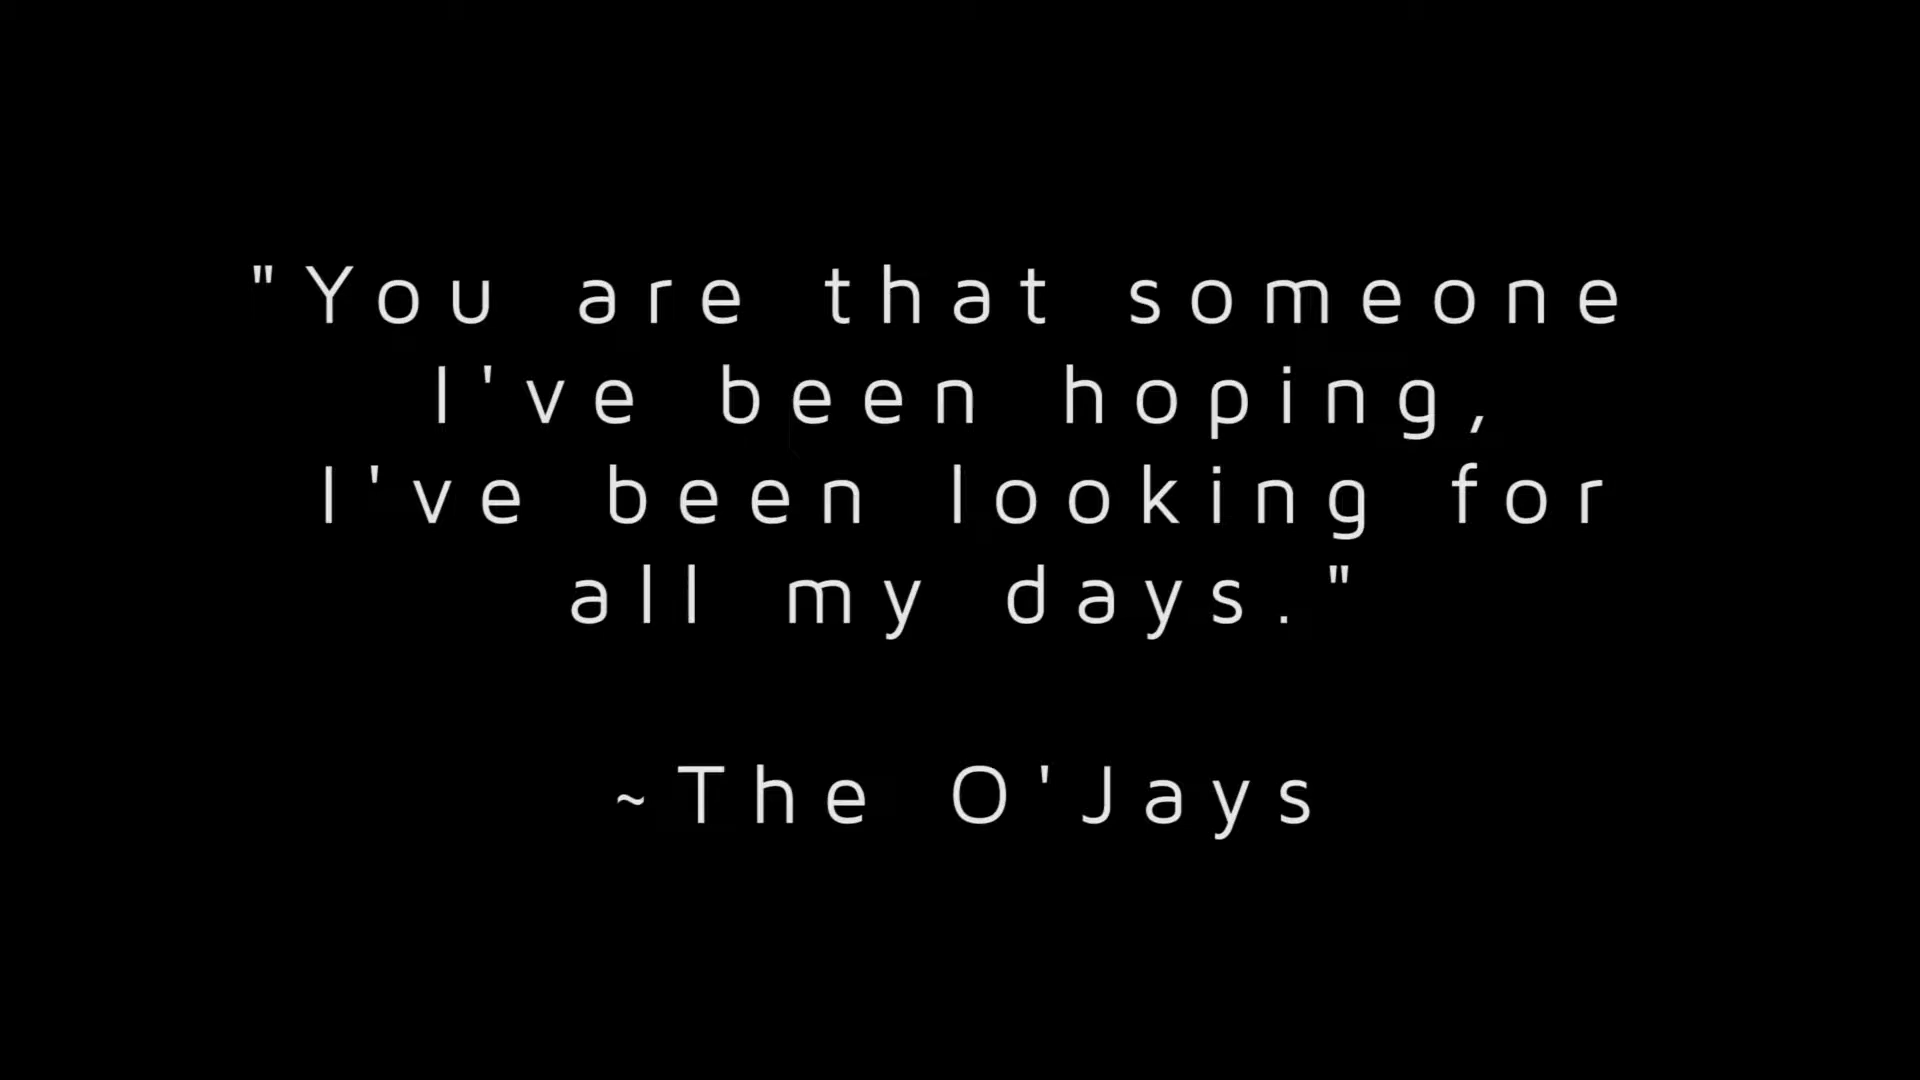 "You are that someone
I've been hoping,
I've been looking for
all my days."
~The O'Jays